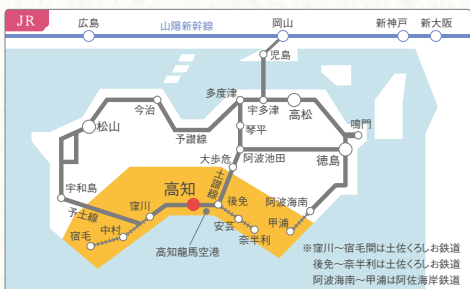 JR
広島
山陽新幹線
岡山
新神戸
新大阪
児島
多度津
宇多津
高松
今治
松山
予讃線
琴平
鳴門
大歩危
阿波池田
徳島
土讃線
宇和島
予土線
高知
窪川
後免
阿波海南
中村
宿毛
安芸
甲浦
奈半利
高知龍馬空港
※窪川～宿毛間は土佐くろしお鉄道
後免～奈半利は土佐くろしお鉄道
阿波海南～甲浦は阿佐海岸鉄道